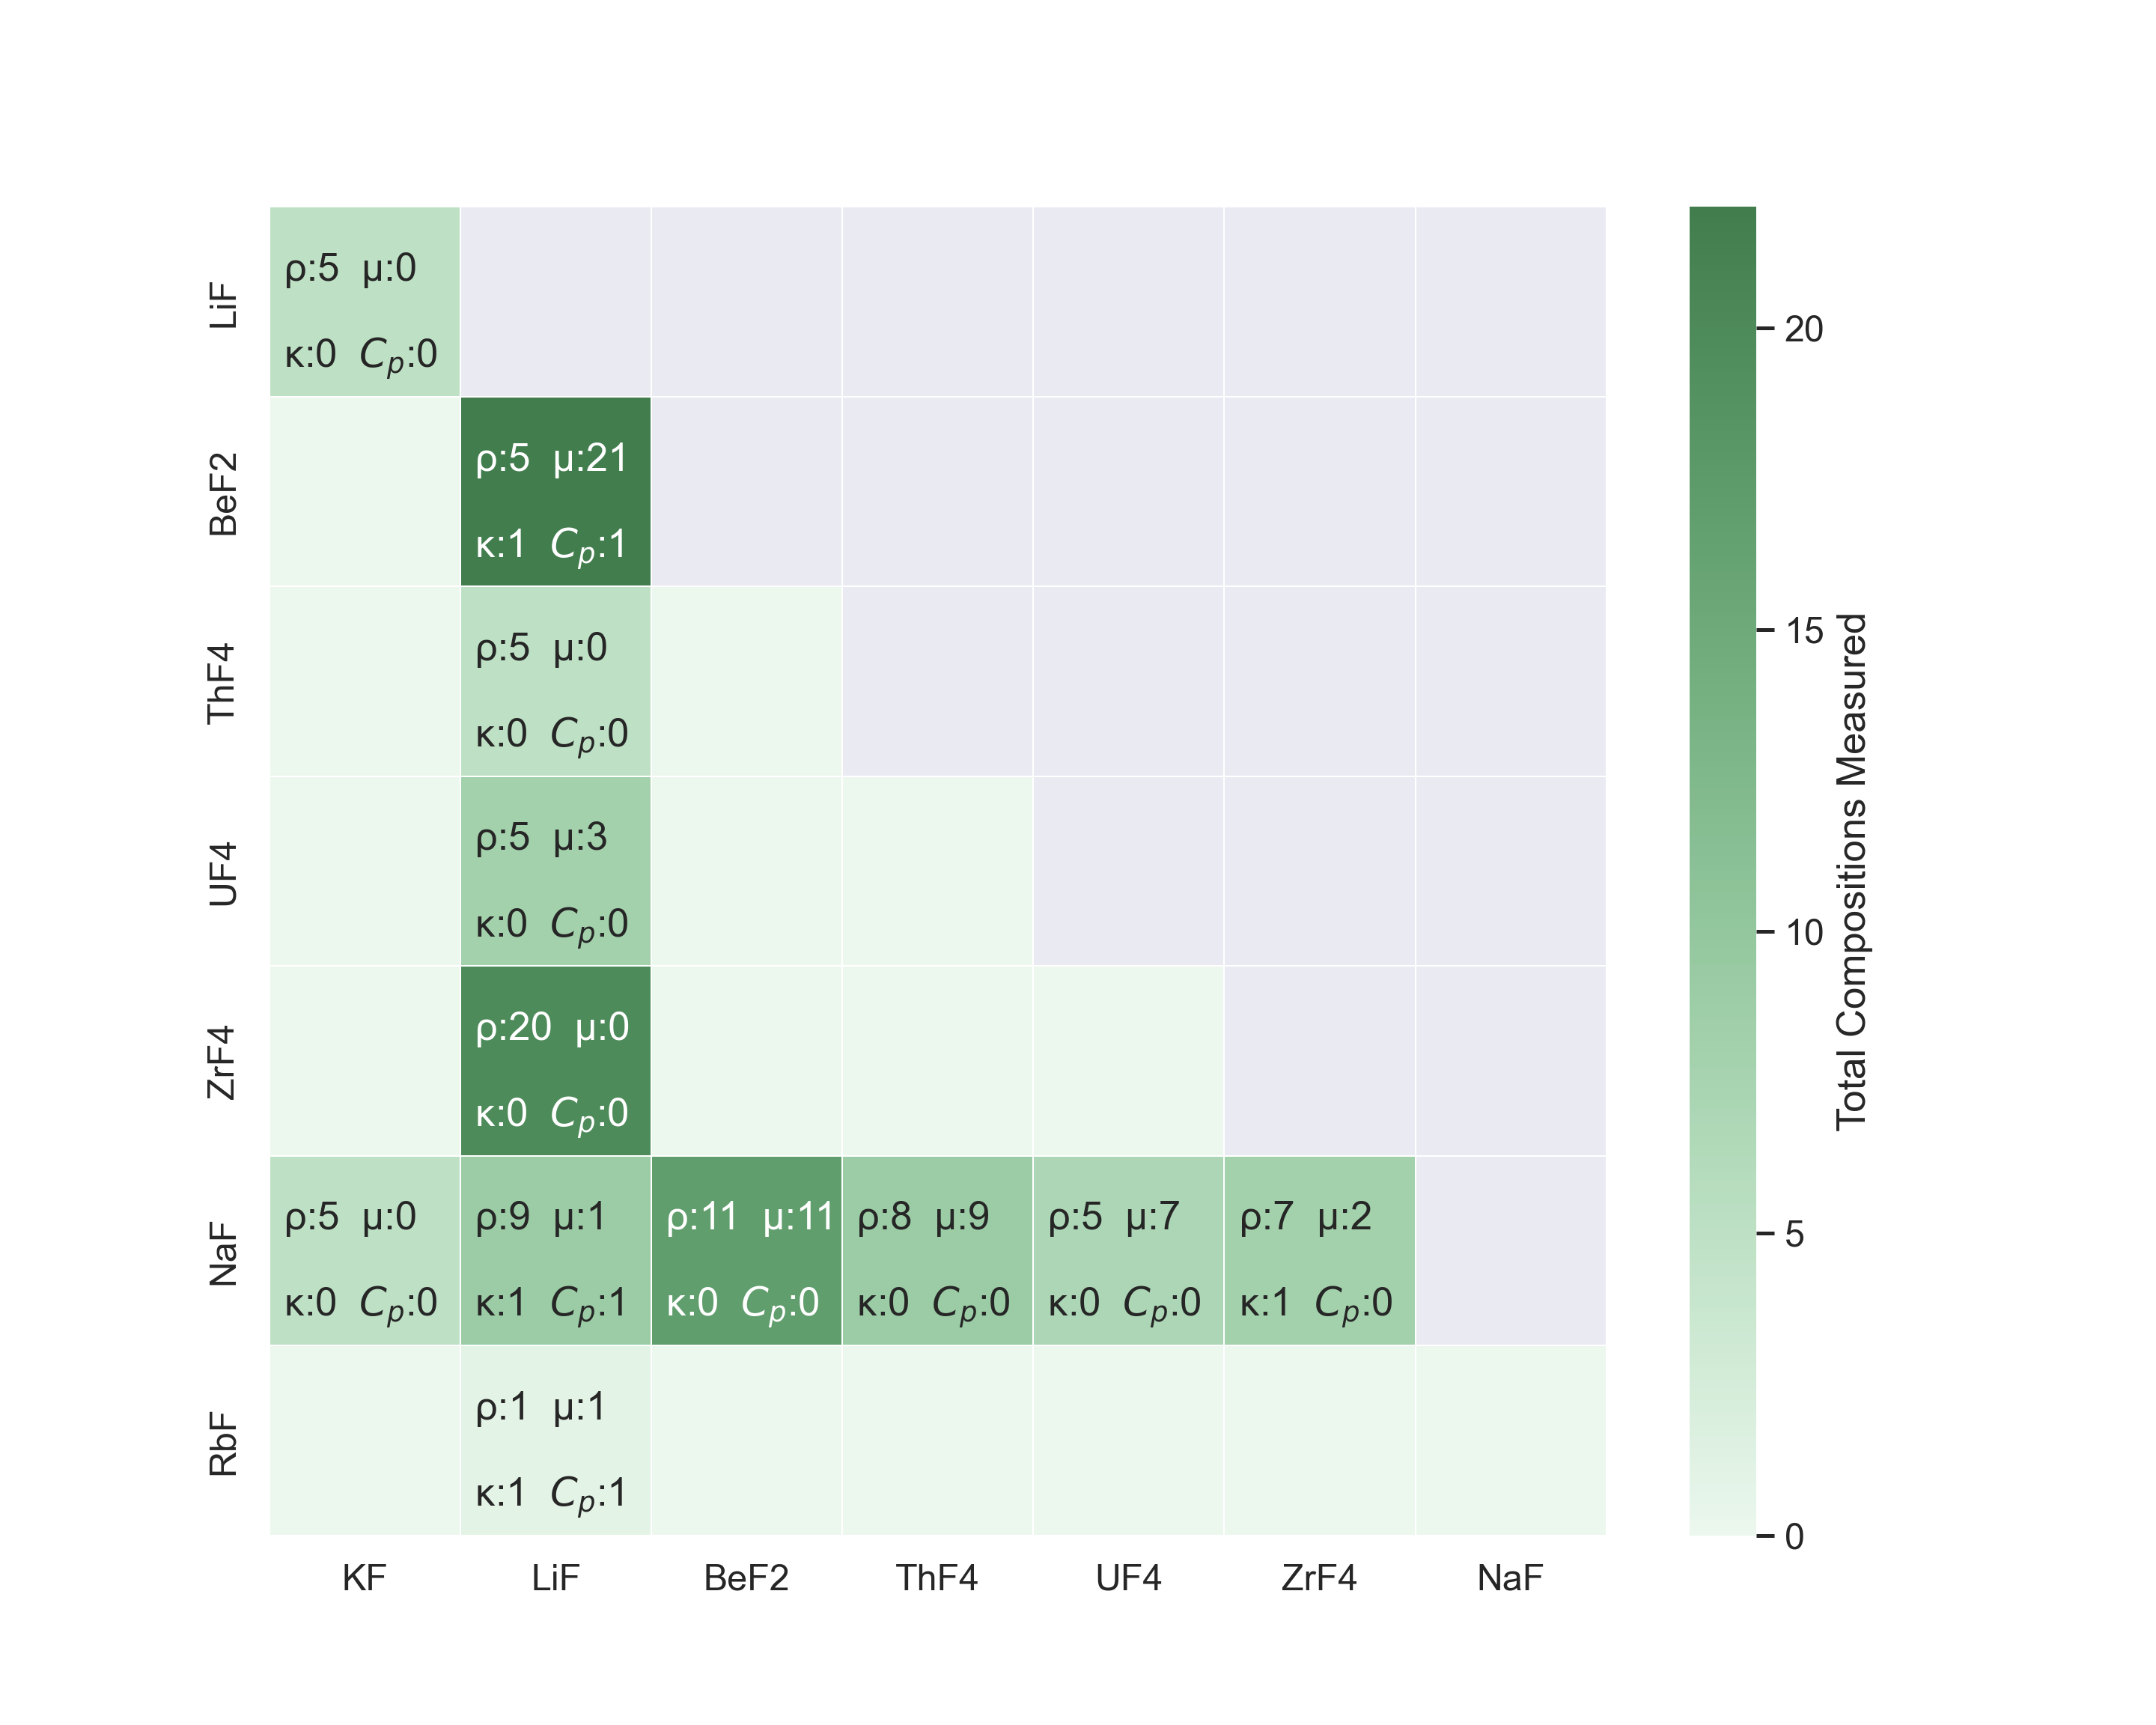 LiF
ρ:5 μ:0
κ:0 Cp:0
BeF2
ρ:5 μ:21
κ:1 Cp:1
ThF4
ρ:5 μ:0
κ:0 Cp:0
UF4
ρ:5 μ:3
κ:0 Cp:0
ZrF4
ρ:20 μ:0
κ:0 Cp:0
NaF
ρ:5 μ:0 ρ:9 μ:1 ρ:11 μ:11 ρ:8 μ:9 ρ:5 μ:7 ρ:7 μ:2
κ:0 Cp:0 κ:1 Cp:1 κ:0 Cp:0 κ:0 Cp:0 κ:0 Cp:0 κ:1 Cp:0
RbF
ρ:1 μ:1
κ:1 Cp:1
KF LiF BeF2 ThF4 UF4 ZrF4 NaF
20
15
10
5
0
Total Compositions Measured